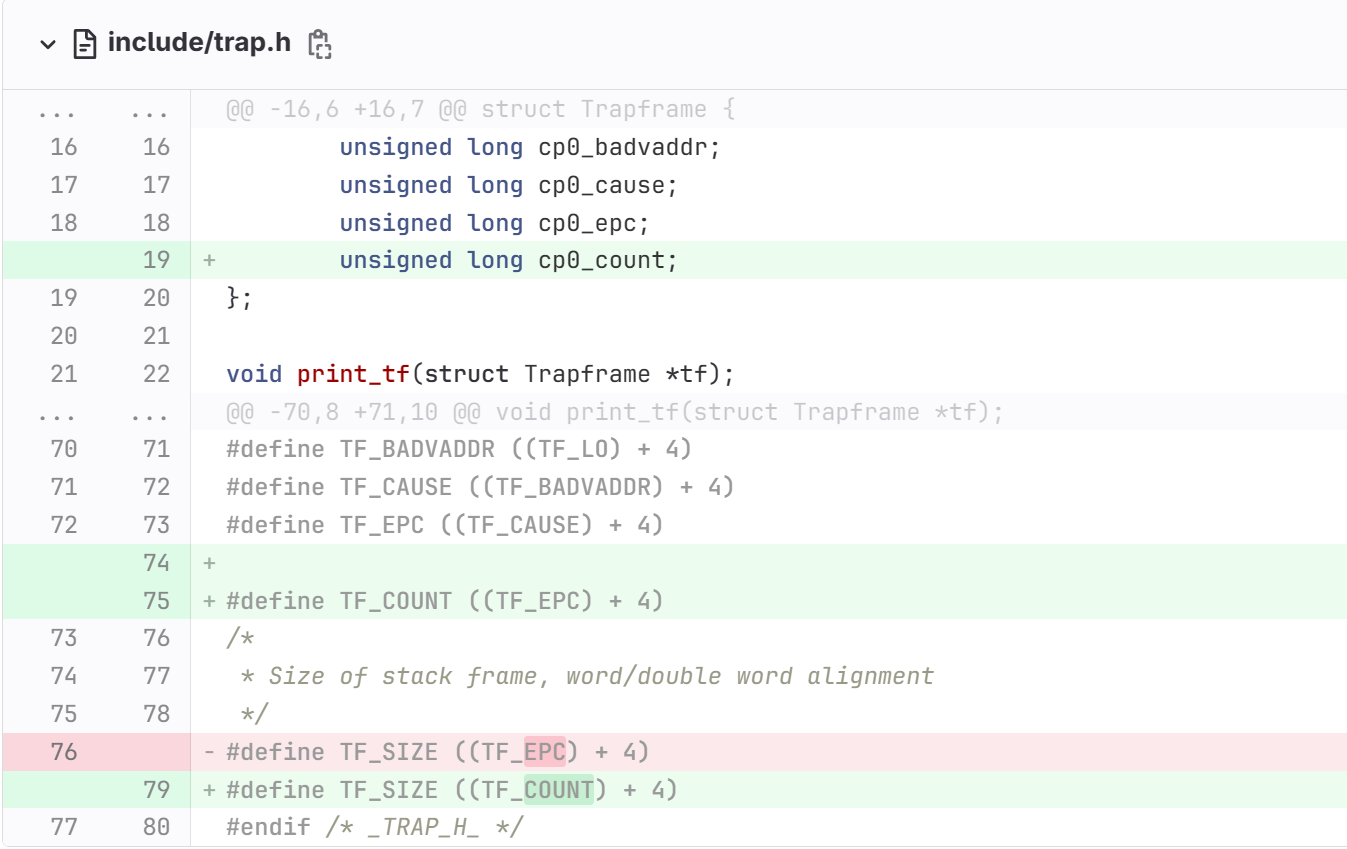 include/trap.h
... ... @@ -16,6 +16,7 @@ struct Trapframe {
16 16 unsigned long cp0_badvaddr;
17 17 unsigned long cp0_cause;
18 18 unsigned long cp0_epc;
19 + unsigned long cp0_count;
19 20 };
20 21
21 22 void print_tf(struct Trapframe *tf);
... ... @@ -70,8 +71,10 @@ void print_tf(struct Trapframe *tf);
70 71 #define TF_BADVADDR ((TF_LO) + 4)
71 72 #define TF_CAUSE ((TF_BADVADDR) + 4)
72 73 #define TF_EPC ((TF_CAUSE) + 4)
74 +
75 + #define TF_COUNT ((TF_EPC) + 4)
73 76 /*
74 77 * Size of stack frame, word/double word alignment
75 78 */
76 - #define TF_SIZE ((TF_EPC) + 4)
79 + #define TF_SIZE ((TF_COUNT) + 4)
77 80 #endif /* _TRAP_H_ */